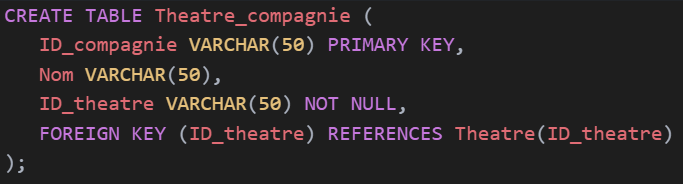 CREATE TABLE Theatre_compagnie (
ID_compagnie VARCHAR(50) PRIMARY KEY,
Nom VARCHAR(50),
ID_theatre VARCHAR(50) NOT NULL,
FOREIGN KEY (ID_theatre) REFERENCES Theatre(ID_theatre)
);